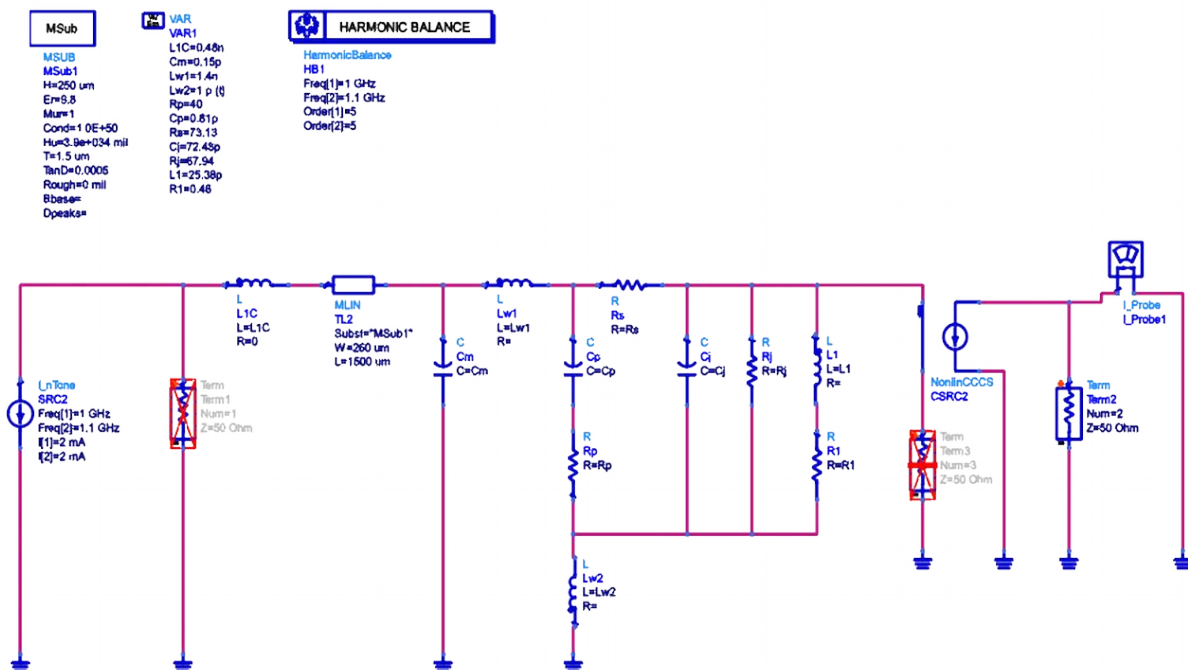 MSub
MSUB
MSub1
H=250 um
Er=9.8
Mur=1
Cond=1.0E+50
Hu=3.9e+034 mil
T=1.5 um
TanD=0.0005
Rough=0 mil
Bbase=
Dpeaks=
VAR
VAR1
L1C=0.48n
Cm=0.15p
Lw1=1.4n
Lw2=1 p {t}
Rp=40
Cp=0.81p
Rs=73.13
Cj=72.43p
Rj=67.94
L1=25.38p
R1=0.46
HARMONIC BALANCE
HarmonicBalance
HB1
Freq[1]=1 GHz
Freq[2]=1.1 GHz
Order[1]=5
Order[2]=5
I_nTone
SRC2
Freq[1]=1 GHz
Freq[2]=1.1 GHz
I[1]=2 mA
I[2]=2 mA
Term
Term1
Num=1
Z=50 Ohm
L
L1C
L=L1C
R=0
MLIN
TL2
Subst="MSub1"
W=260 um
L=1500 um
C
Cm
C=Cm
L
Lw1
L=Lw1
R=
R
Rs
R=Rs
C
Cp
C=Cp
R
Rp
R=Rp
L
Lw2
L=Lw2
R=
C
Cj
C=Cj
R
Rj
R=Rj
L
L1
L=L1
R=
R
R1
R=R1
Term
Term3
Num=3
Z=50 Ohm
NonlinCCCS
CSRC2
Term
Term2
Num=2
Z=50 Ohm
I_Probe
I_Probe1